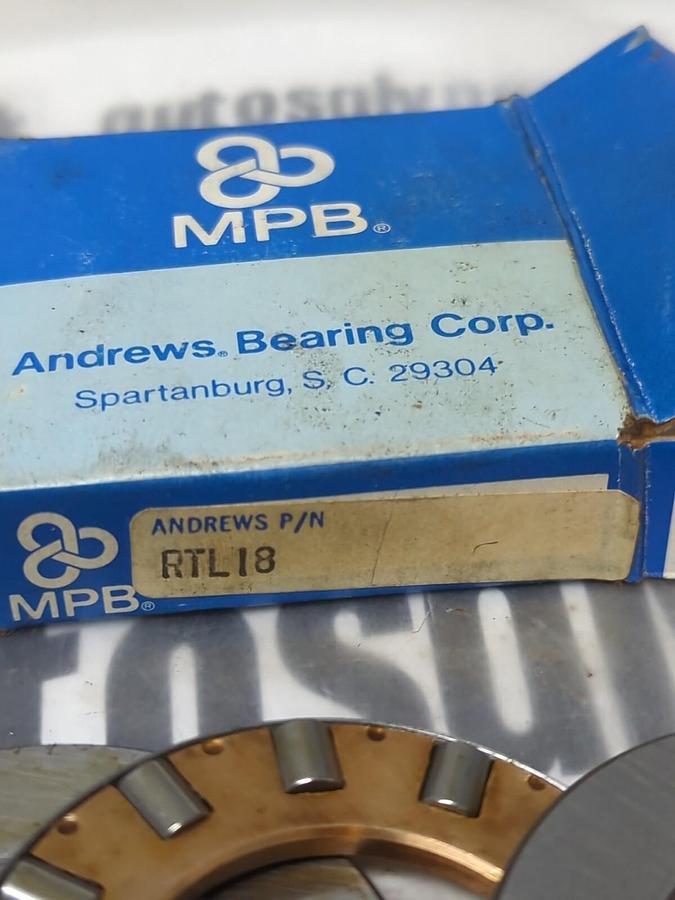 MPB®
Andrews® Bearing Corp.
Spartanburg, S. C. 29304
MPB®
ANDREWS P/N
RTL18